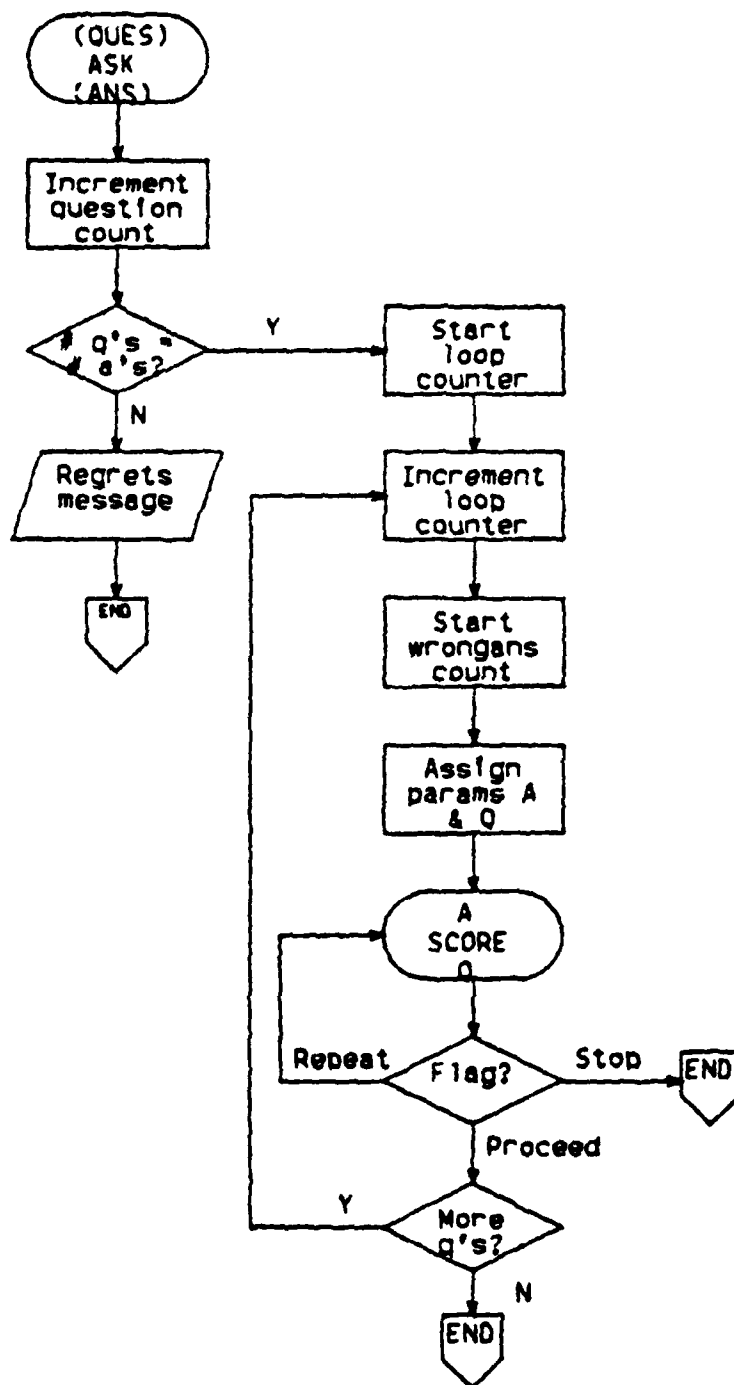 (QUES)
ASK
(ANS)
Increment
question
count
# q's =
# a's?
Y
N
Regrets
message
END
Start
loop
counter
Increment
loop
counter
Start
wrongans
count
Assign
params A
& Q
A
SCORE
Q
Repeat
Flag?
Stop
END
Proceed
Y
More
q's?
N
END